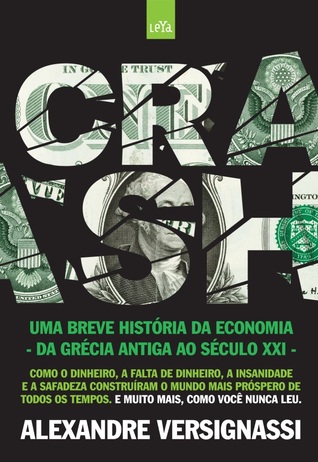 LeYa
IN G TRUST
CRA
ASH
INGTON
UMA BREVE HISTÓRIA DA ECONOMIA
- DA GRÉCIA ANTIGA AO SÉCULO XXI -
COMO O DINHEIRO, A FALTA DE DINHEIRO, A INSANIDADE
E A SAFADEZA CONSTRUÍRAM O MUNDO MAIS PRÓSPERO DE
TODOS OS TEMPOS. E MUITO MAIS, COMO VOCÊ NUNCA LEU.
ALEXANDRE VERSIGNASSI